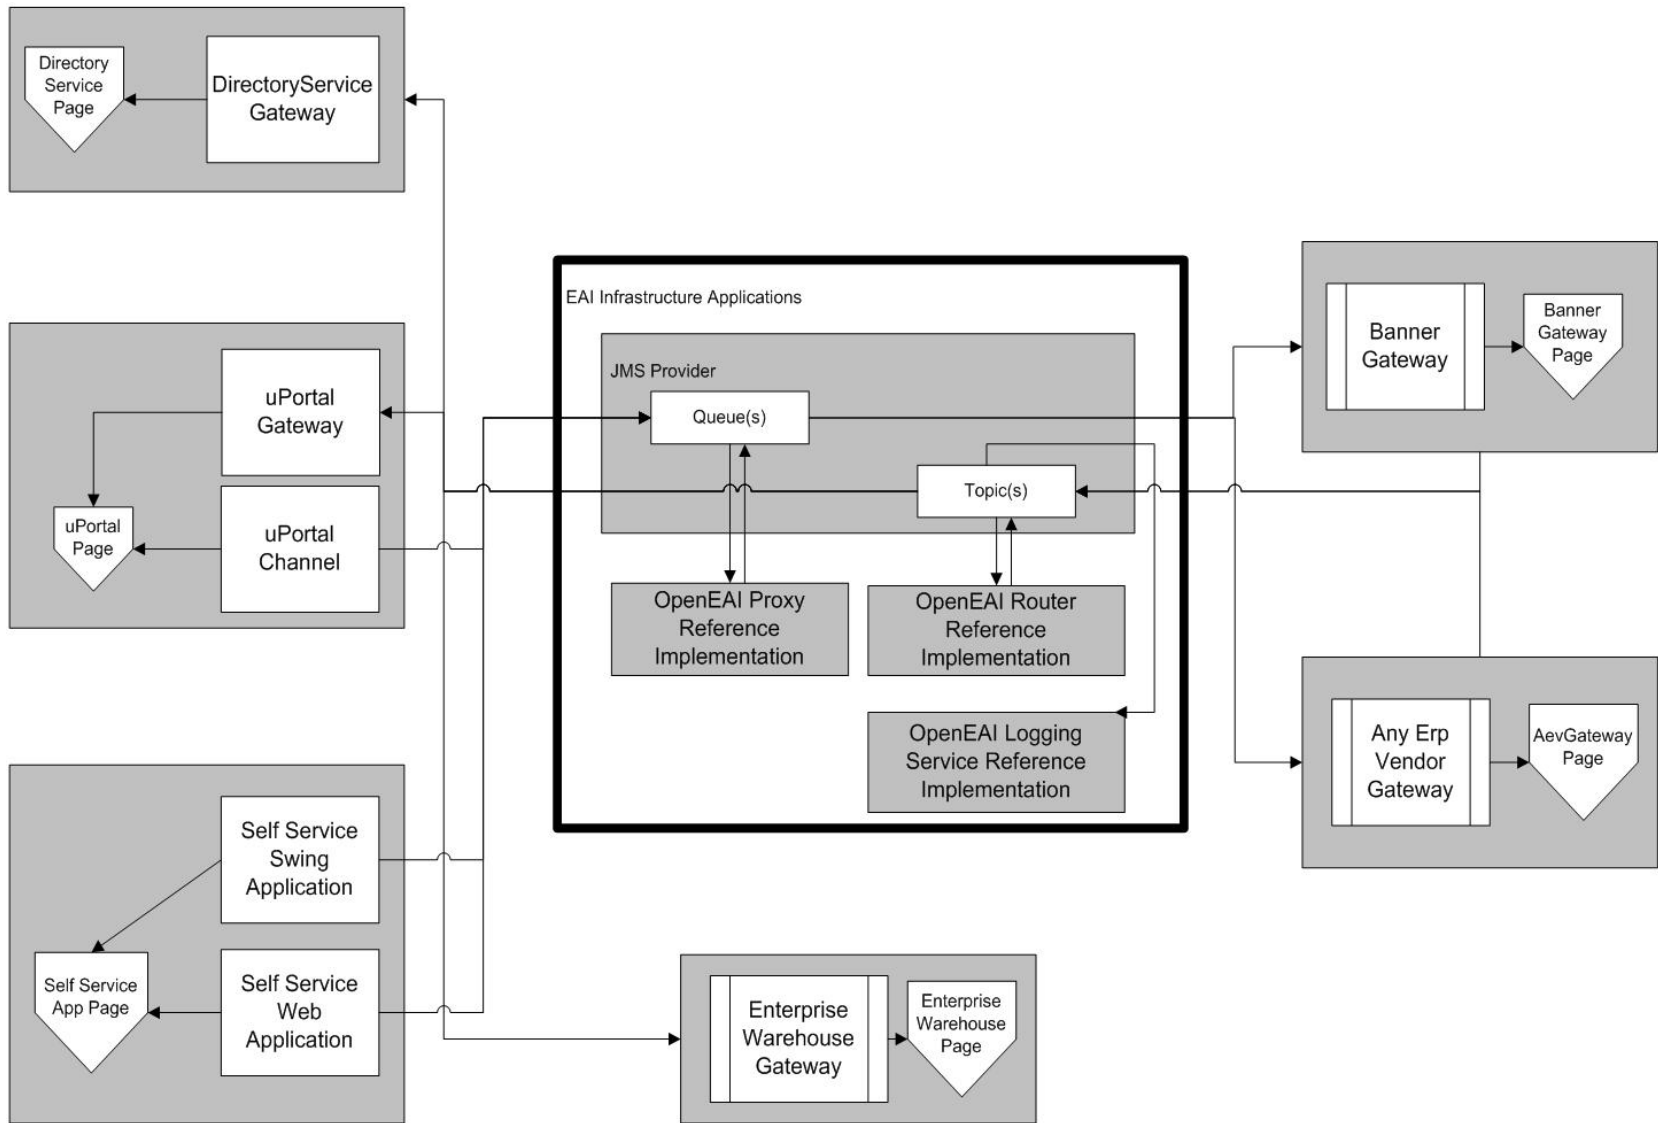 Directory
Service
Page
DirectoryService
Gateway
EAI Infrastructure Applications
JMS Provider
Queue(s)
Topic(s)
Banner
Gateway
Banner
Gateway
Page
uPortal
Gateway
uPortal
Page
uPortal
Channel
OpenEAI Proxy
Reference
Implementation
OpenEAI Router
Reference
Implementation
OpenEAI Logging
Service Reference
Implementation
Any Erp
Vendor
Gateway
AevGateway
Page
Self Service
Swing
Application
Self Service
App Page
Self Service
Web
Application
Enterprise
Warehouse
Gateway
Enterprise
Warehouse
Page